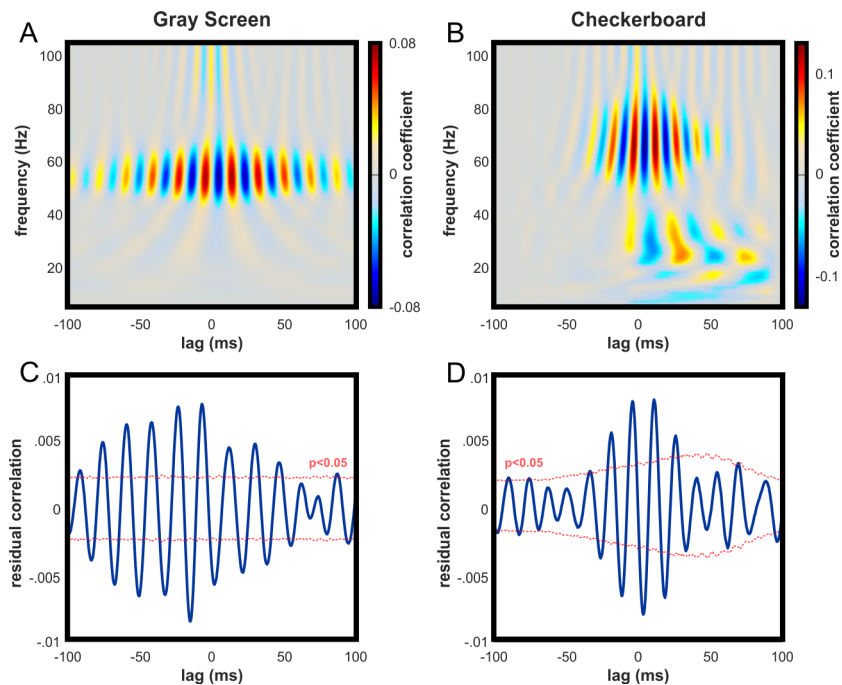 Gray Screen
Checkerboard
A
B
100
80
60
40
20
frequency (Hz)
-100
-50
0
50
100
lag (ms)
0.08
0
-0.08
correlation coefficient
100
80
60
40
20
frequency (Hz)
-100
-50
0
50
100
lag (ms)
0.1
0
-0.1
correlation coefficient
C
D
.01
.005
0
-.005
-.01
residual correlation
p<0.05
-100
-50
0
50
100
lag (ms)
.01
.005
0
-.005
-.01
residual correlation
p<0.05
-100
-50
0
50
100
lag (ms)